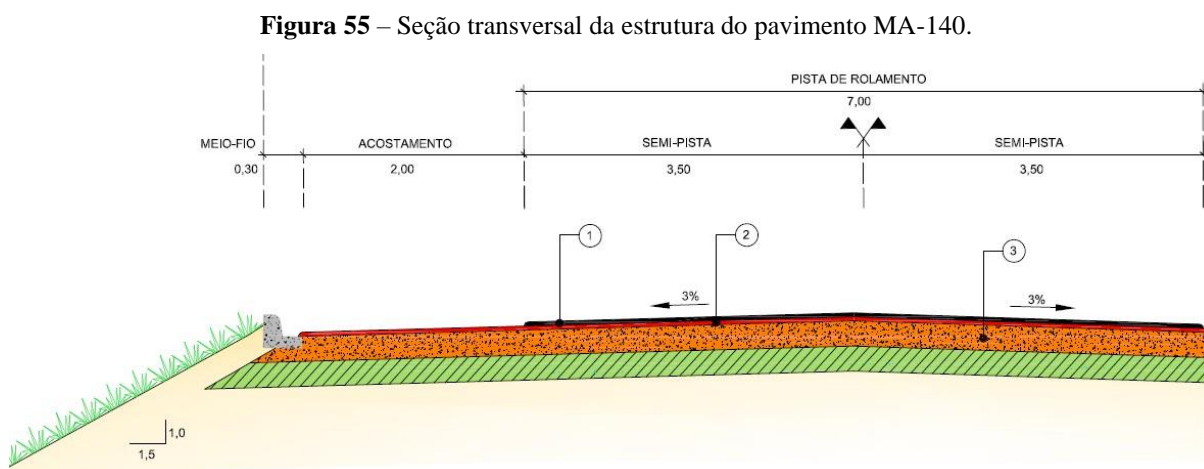 Figura 55 – Seção transversal da estrutura do pavimento MA-140.
PISTA DE ROLAMENTO
7,00
MEIO-FIO
ACOSTAMENTO
SEMI-PISTA
SEMI-PISTA
0,30
2,00
3,50
3,50
1
2
3
3%
3%
1,0
1,5